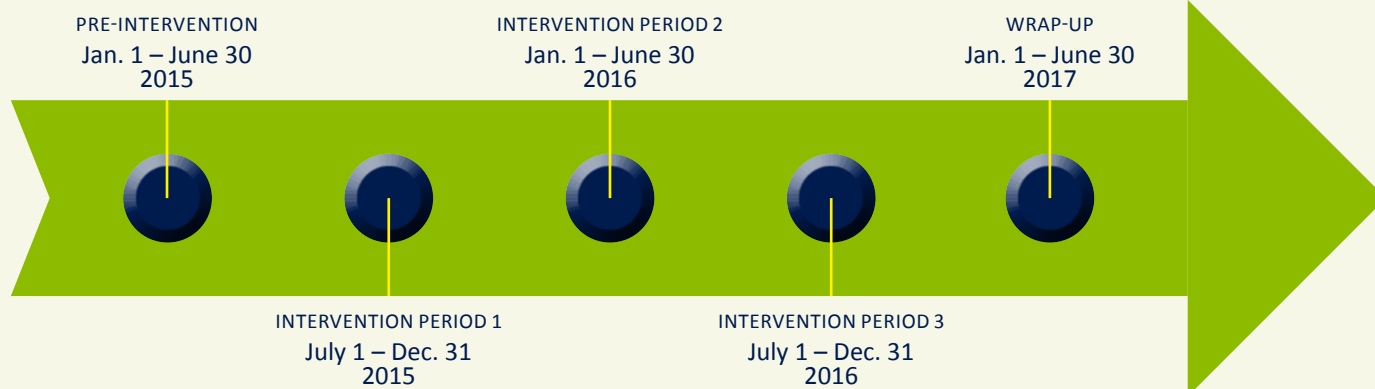 PRE-INTERVENTION
Jan. 1 – June 30
2015
INTERVENTION PERIOD 1
July 1 – Dec. 31
2015
INTERVENTION PERIOD 2
Jan. 1 – June 30
2016
INTERVENTION PERIOD 3
July 1 – Dec. 31
2016
WRAP-UP
Jan. 1 – June 30
2017